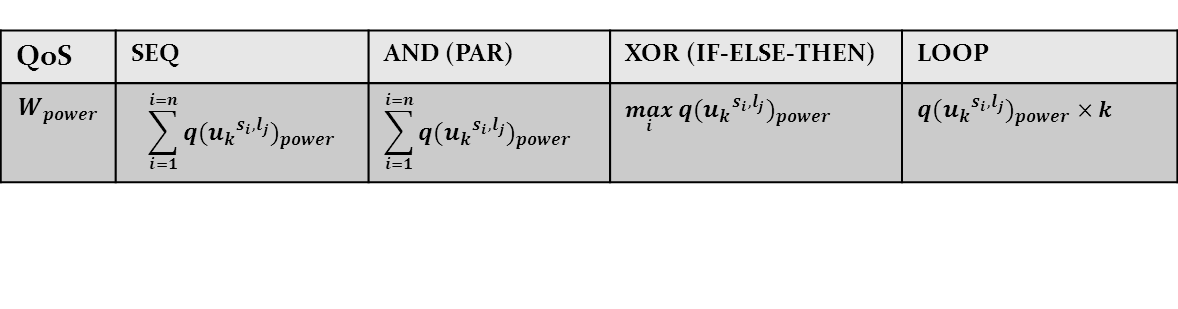 QoS SEQ AND (PAR) XOR (IF-ELSE-THEN) LOOP
W_power ∑_{i=1}^{i=n} q(u_k^{s_i,l_j})_power ∑_{i=1}^{i=n} q(u_k^{s_i,l_j})_power max_i q(u_k^{s_i,l_j})_power q(u_k^{s_i,l_j})_power × k